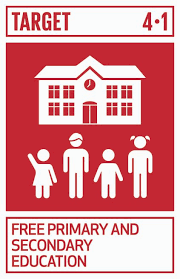 TARGET 4·1
FREE PRIMARY AND
SECONDARY
EDUCATION